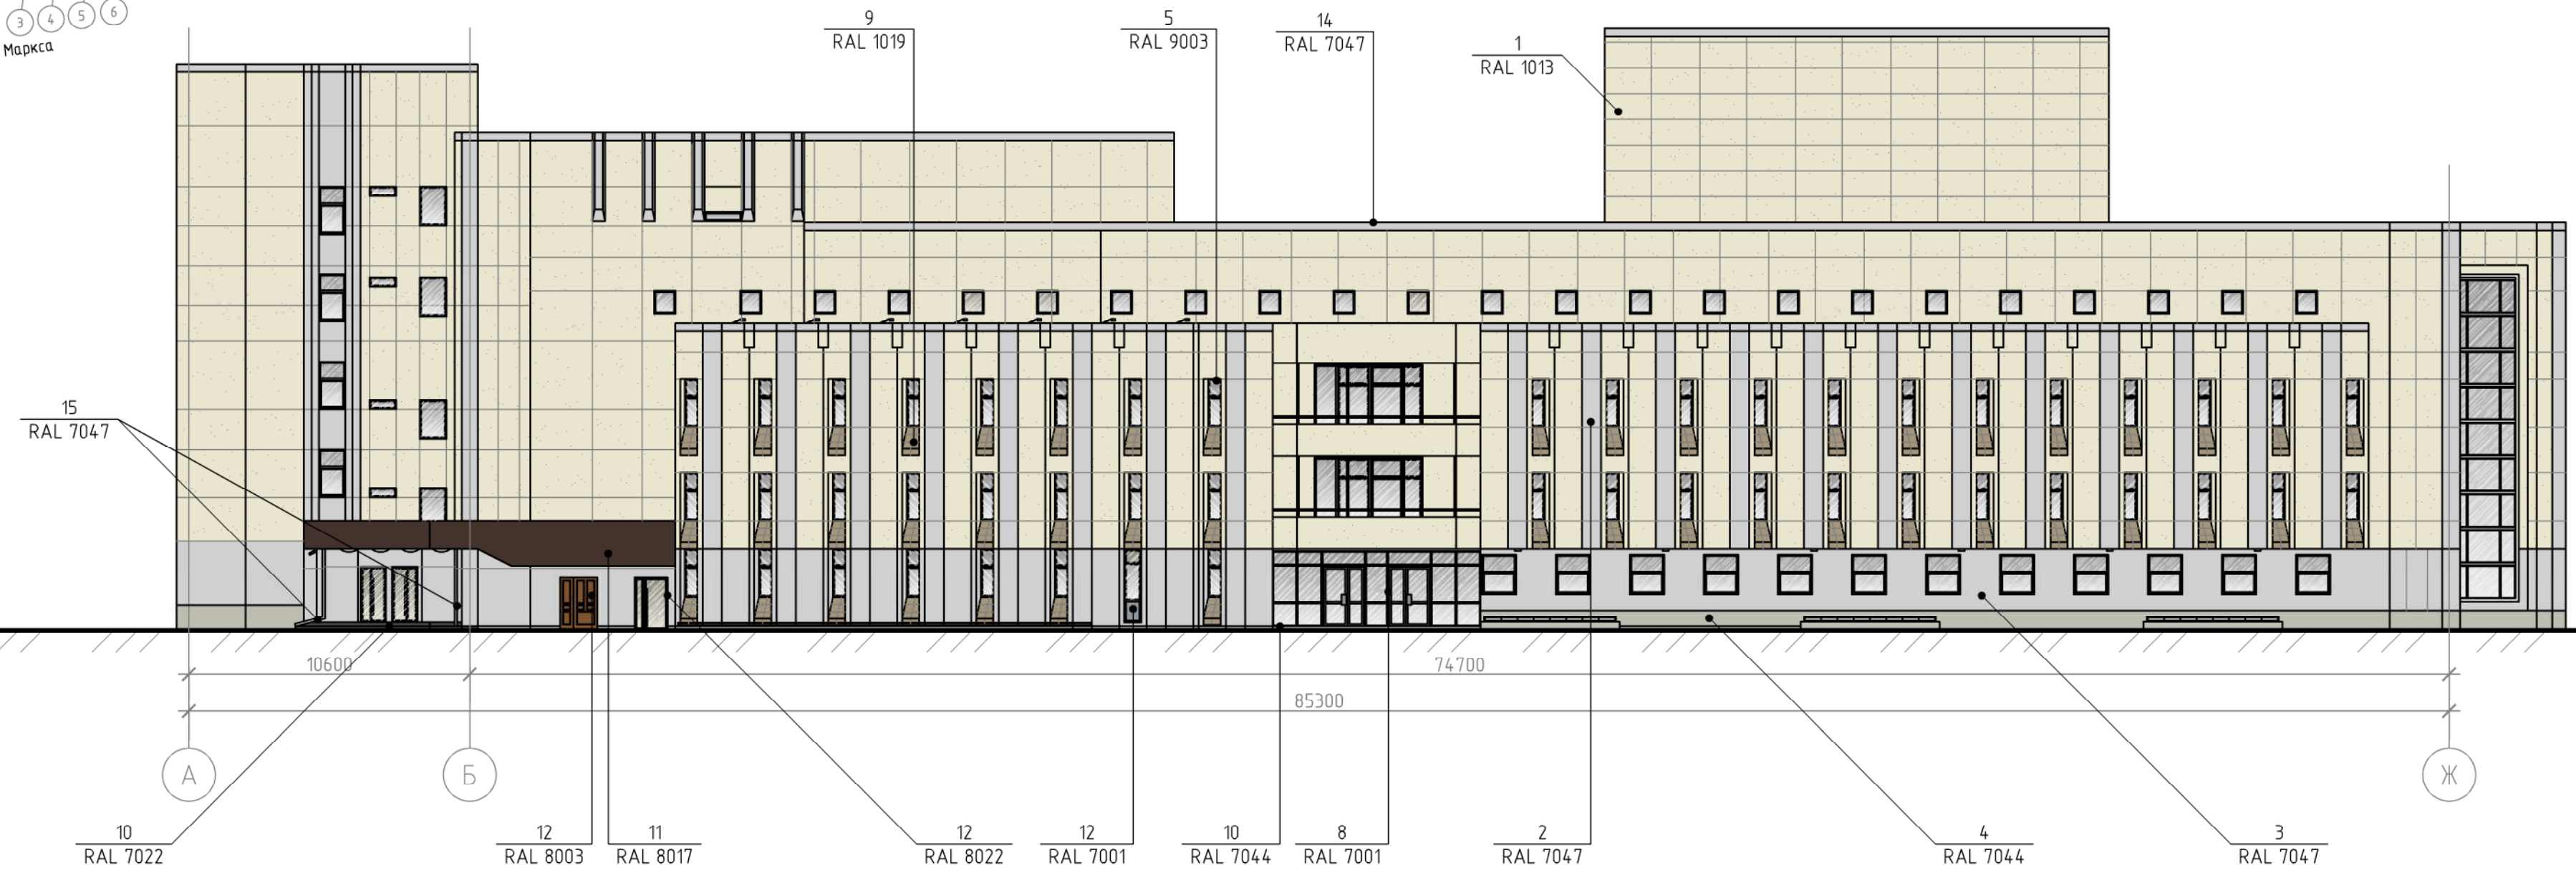 3 4 5 6
Маркса
9
RAL 1019
5
RAL 9003
14
RAL 7047
1
RAL 1013
15
RAL 7047
10600
74700
85300
А
Б
Ж
10
RAL 7022
12
RAL 8003
11
RAL 8017
12
RAL 8022
12
RAL 7001
10
RAL 7044
8
RAL 7001
2
RAL 7047
4
RAL 7044
3
RAL 7047